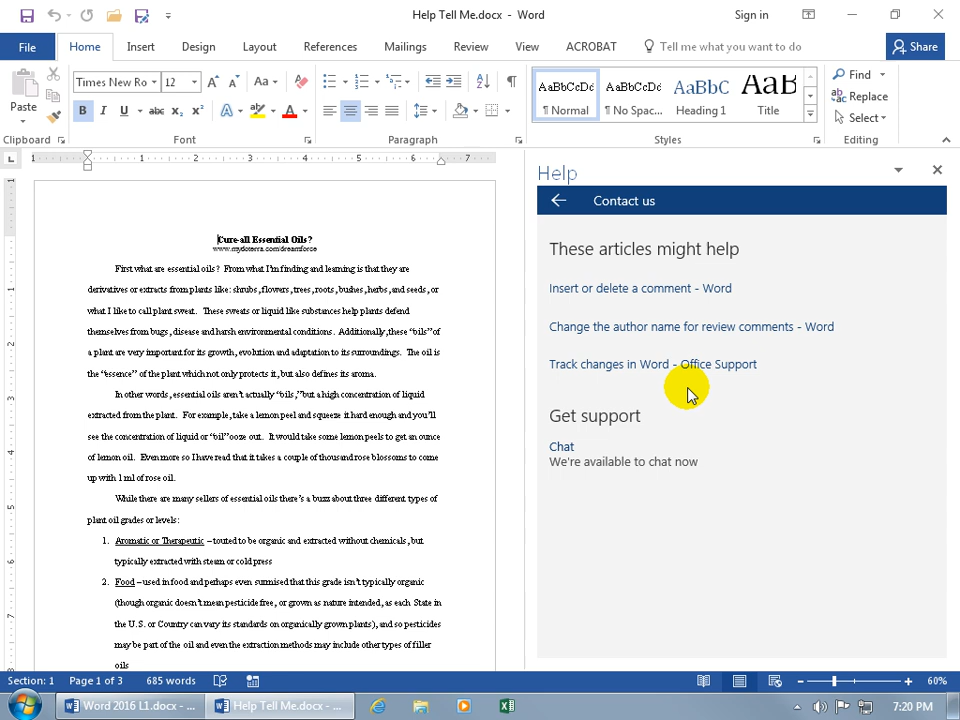 Help Tell Me.docx - Word
Sign in
File
Home
Insert
Design
Layout
References
Mailings
Review
View
ACROBAT
Tell me what you want to do
Share
Paste
Times New Ro
12
Aa
B I U abc x₂ x²
AaBbCcDc
AaBbCcDc
AaBbC
AaB
¶ Normal
¶ No Spac...
Heading 1
Title
Find
Replace
Select
Clipboard
Font
Paragraph
Styles
Editing
Help
Contact us
These articles might help
Insert or delete a comment - Word
Change the author name for review comments - Word
Track changes in Word - Office Support
Get support
Chat
We're available to chat now
Cure-all Essential Oils?
www.mydoterra.com/dreamforce
First what are essential oils? From what I'm finding and learning is that they are
derivatives or extracts from plants like: shrubs, flowers, trees, roots, bushes, herbs, and seeds, or
what I like to call plant sweat. These sweats or liquid like substances help plants defend
themselves from bugs, disease and harsh environmental conditions. Additionally, these "oils" of
a plant are very important for its growth, evolution and adaptation to its surroundings. The oil is
the "essence" of the plant which not only protects it, but also defines its aroma.
In other words, essential oils aren't actually "oils," but a high concentration of liquid
extracted from the plant. For example, take a lemon peel and squeeze it hard enough and you'll
see the concentration of liquid or "oil" ooze out. It would take some lemon peels to get an ounce
of lemon oil. Even more so I have read that it takes a couple of thousand rose blossoms to come
up with 1 ml of rose oil.
While there are many sellers of essential oils there's a buzz about three different types of
plant oil grades or levels:
1. Aromatic or Therapeutic – touted to be organic and extracted without chemicals, but
typically extracted with steam or cold press
2. Food – used in food and perhaps even surmised that this grade isn't typically organic
(though organic doesn't mean pesticide free, or grown as nature intended, as each State in
the U.S. or Country can vary its standards on organically grown plants), and so pesticides
may be part of the oil and even the extraction methods may include other types of filler
oils
Section: 1
Page 1 of 3
685 words
60%
Word 2016 L1.docx - ...
Help Tell Me.docx - ...
7:20 PM